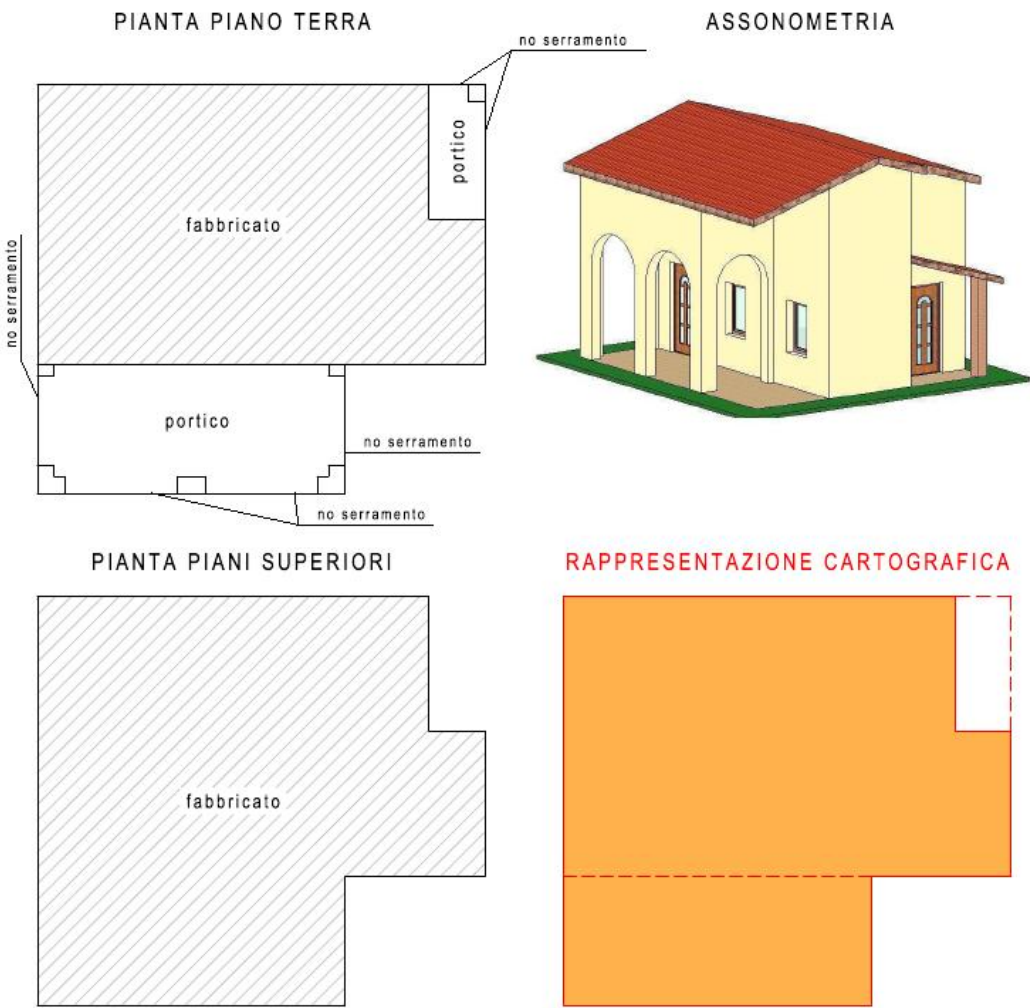 PIANTA PIANO TERRA
ASSONOMETRIA
no serramento
portico
fabbricato
no serramento
portico
no serramento
no serramento
PIANTA PIANI SUPERIORI
RAPPRESENTAZIONE CARTOGRAFICA
fabbricato